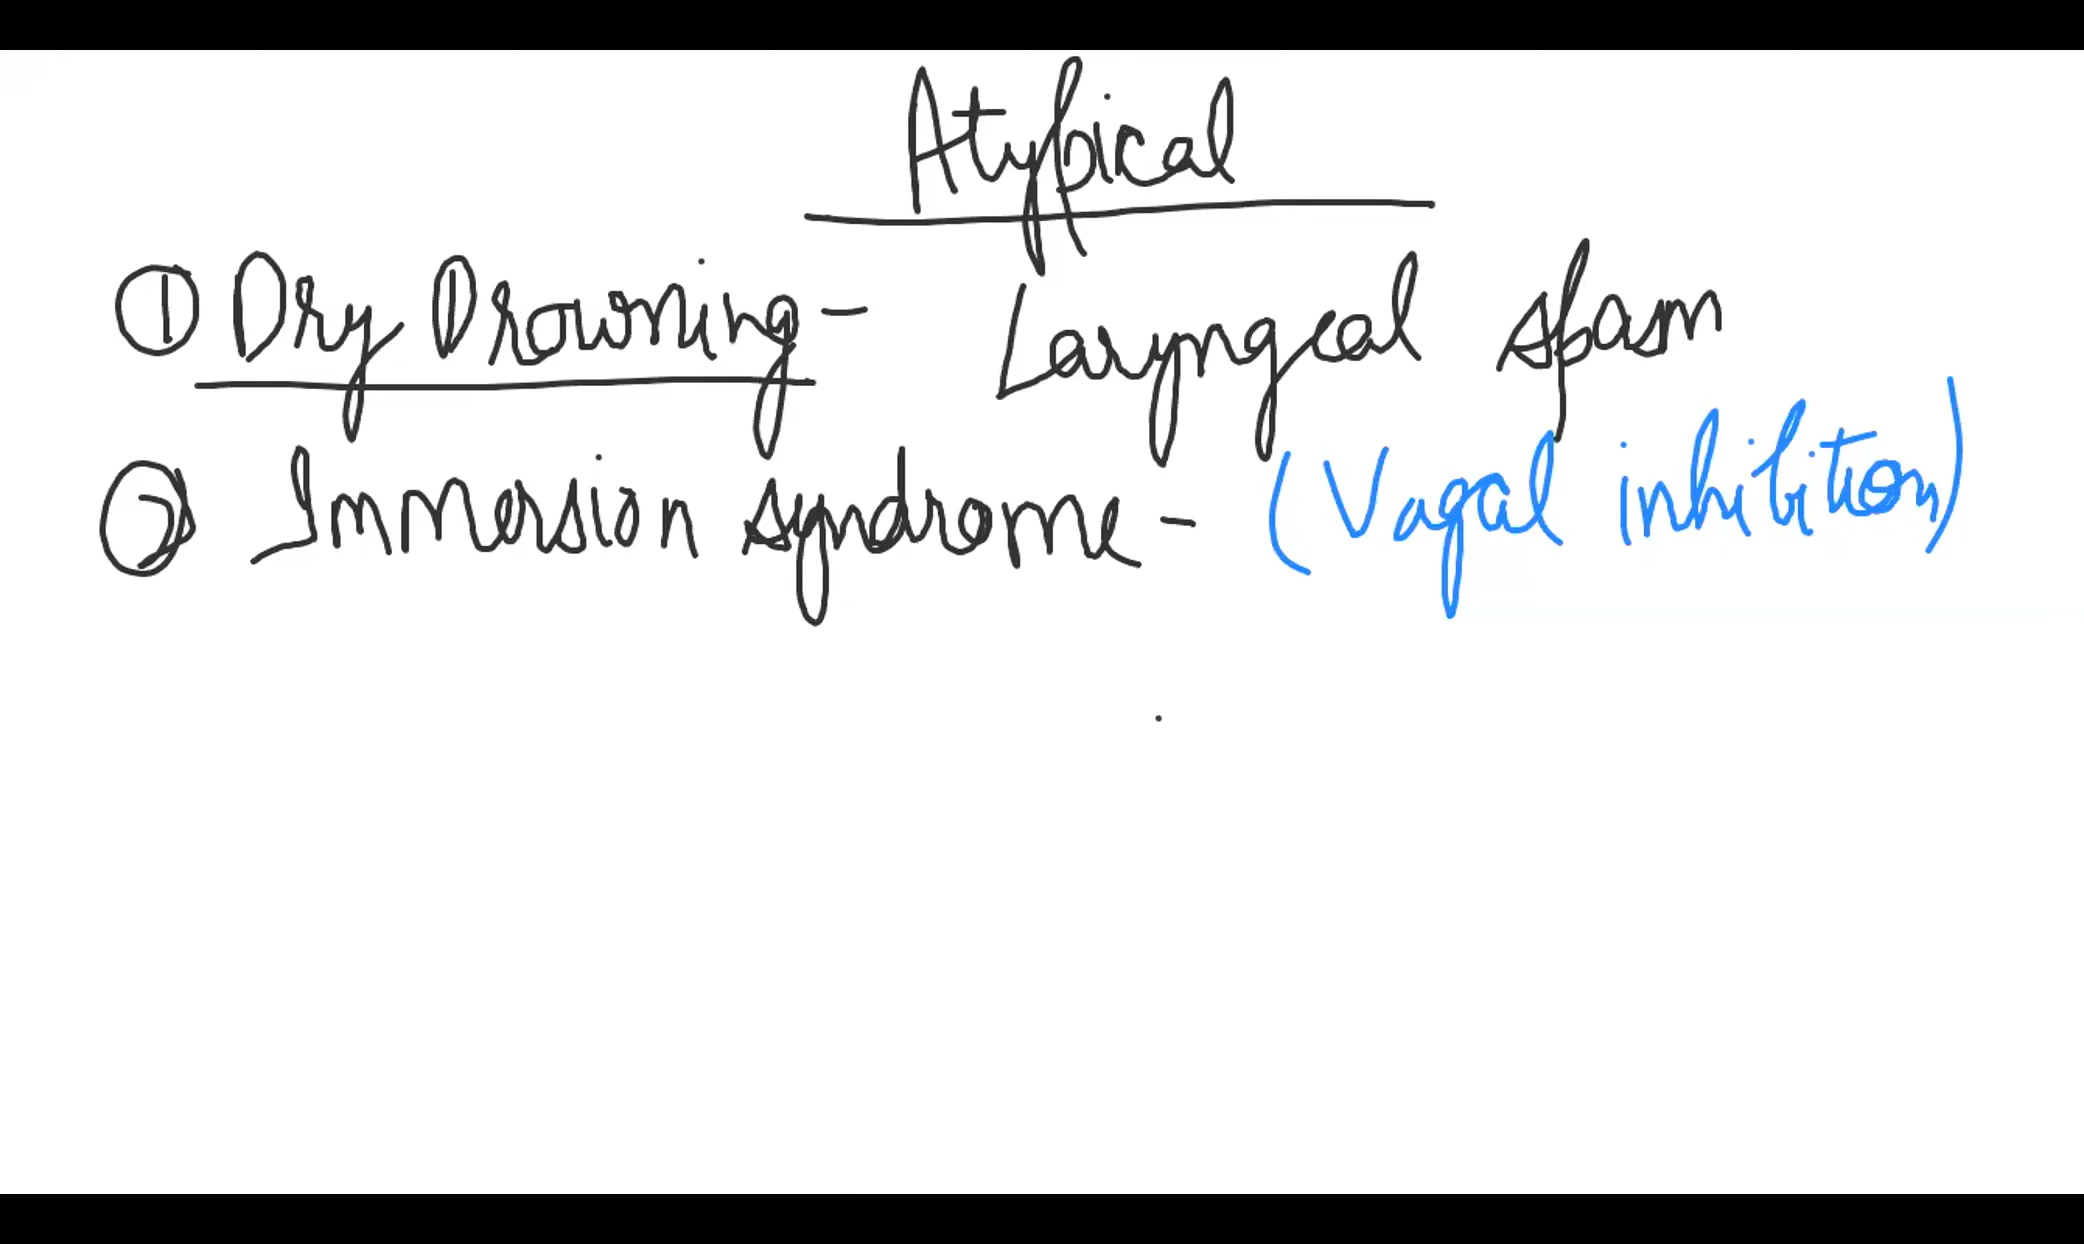 Atypical
① Dry Drowning - Laryngeal spasm
② Immersion syndrome - (Vagal inhibition)